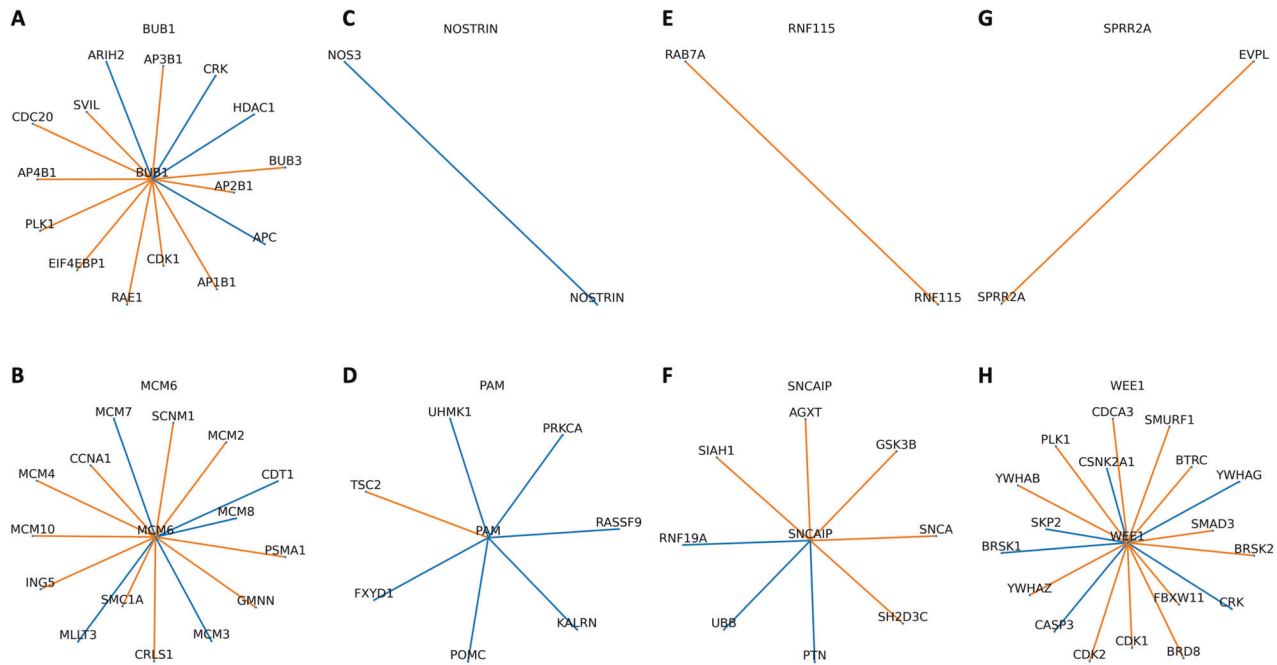 A
BUB1
ARIH2
AP3B1
CRK
SVIL
HDAC1
CDC20
BUB3
AP4B1
BUB1
AP2B1
PLK1
APC
EIF4EBP1
CDK1
AP1B1
RAE1
C
NOSTRIN
NOS3
NOSTRIN
E
RNF115
RAB7A
RNF115
G
SPRR2A
EVPL
SPRR2A
B
MCM6
MCM7
SCNM1
MCM2
CCNA1
MCM4
CDT1
MCM8
MCM10
MCM6
PSMA1
ING5
SMC1A
GMNN
MLLT3
MCM3
CRLS1
D
PAM
UHMK1
PRKCA
TSC2
RASSF9
PAM
FXYD1
KALRN
POMC
F
SNCAIP
AGXT
SIAH1
GSK3B
SNCA
RNF19A
SNCAIP
SH2D3C
UBB
PTN
H
WEE1
CDCA3
SMURF1
PLK1
CSNK2A1
BTRC
YWHAB
YWHAG
SKP2
SMAD3
BRSK1
WEE1
BRSK2
YWHAZ
FBXW11
CRK
CASP3
CDK1
CDK2
BRD8